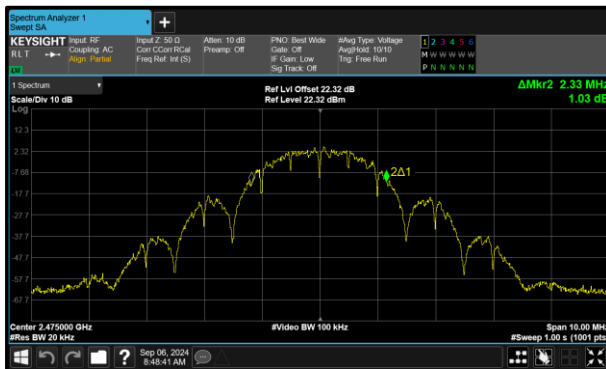 Spectrum Analyzer 1
Swept SA
KEYSIGHT
RLT
Input: RF
Coupling: AC
Align: Partial
Input Z: 50 Ω
Corr CCorr RCal
Freq Ref: Int (S)
Atten: 10 dB
Preamp: Off
PNO: Best Wide
Gate: Off
IF Gain: Low
Sig Track: Off
#Avg Type: Voltage
Avg|Hold: 10/10
Trig: Free Run
1 2 3 4 5 6
M W W W W W
P N N N N N
1 Spectrum
Scale/Div 10 dB
Ref Lvl Offset 22.32 dB
Ref Level 22.32 dBm
ΔMkr2 2.33 MHz
1.03 dB
Log
12.3
2.32
-7.68
-17.7
-27.7
-37.7
-47.7
-57.7
-67.7
2Δ1
Center 2.475000 GHz
#Res BW 20 kHz
#Video BW 100 kHz
Span 10.00 MHz
#Sweep 1.00 s (1001 pts)
?
Sep 06, 2024
8:48:41 AM